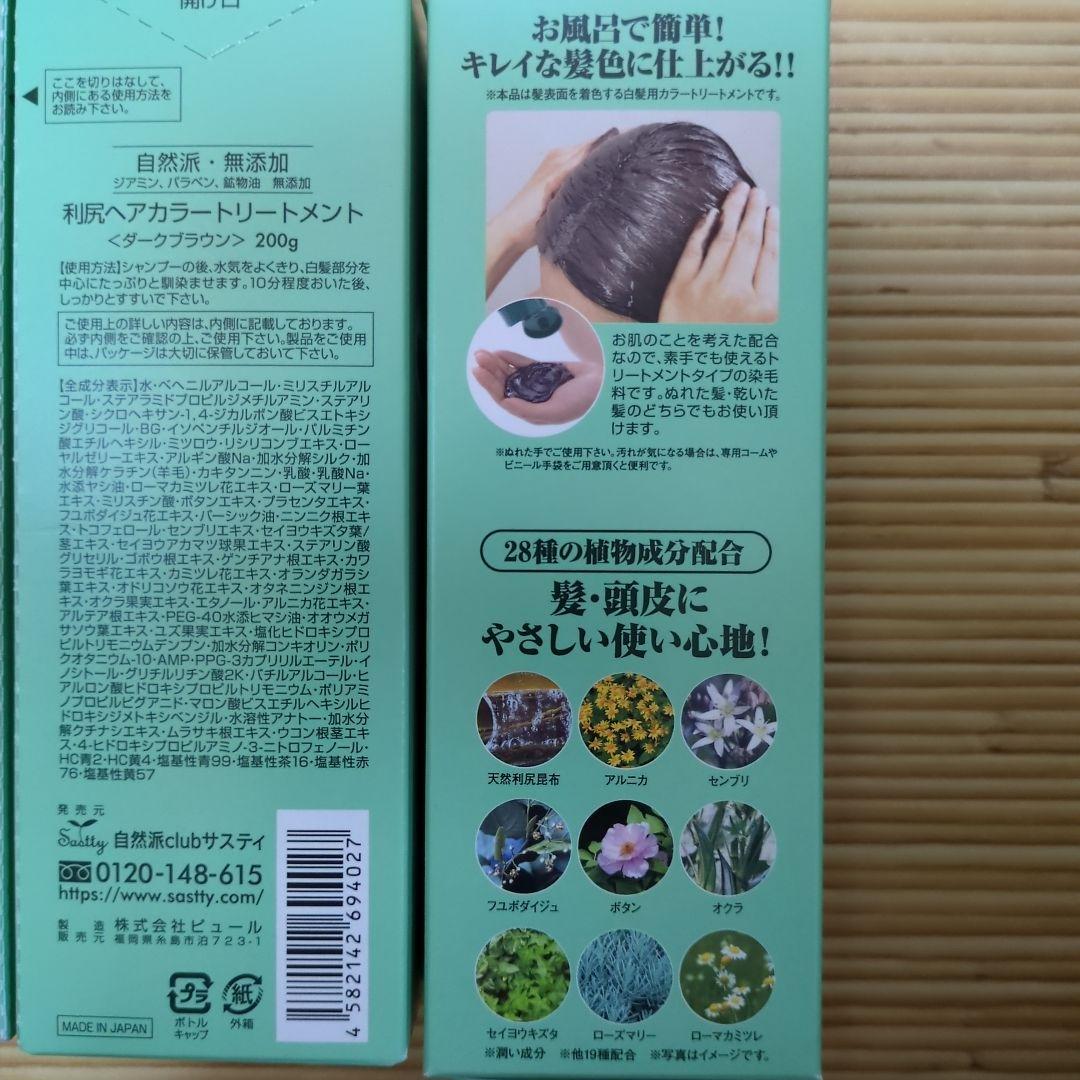 開け口
ここを切りはなして、
内側にある使用方法を
お読み下さい。
自然派・無添加
ジアミン、パラベン、鉱物油　無添加
利尻ヘアカラートリートメント
＜ダークブラウン＞ 200g
【使用方法】シャンプーの後、水気をよくきり、白髪部分を
中心にたっぷりと馴染ませます。10分程度おいた後、
しっかりとすすいで下さい。
ご使用上の詳しい内容は、内側に記載しております。
必ず内側をご確認の上、ご使用下さい。製品をご使用
中は、パッケージは大切に保管しておいて下さい。
【全成分表示】水・ベヘニルアルコール・ミリスチルアル
コール・ステアラミドプロピルジメチルアミン・ステアリ
ン酸・シクロヘキサン-1,4-ジカルボン酸ビスエトキシ
ジグリコール・BG・イソペンチルジオール・パルミチン
酸エチルヘキシル・ミツロウ・リシリコンブエキス・ロー
ヤルゼリーエキス・アルギン酸Na・加水分解シルク・加
水分解ケラチン(羊毛)・カキタンニン・乳酸・乳酸Na・
水添ヤシ油・ローマカミツレ花エキス・ローズマリー葉
エキス・ミリスチン酸・ボタンエキス・プラセンタエキス・
フユボダイジュ花エキス・パーシック油・ニンニク根エキ
ス・トコフェロール・センブリエキス・セイヨウキズタ葉/
茎エキス・セイヨウアカマツ球果エキス・ステアリン酸
グリセリル・ゴボウ根エキス・ゲンチアナ根エキス・カワ
ラヨモギ花エキス・カミツレ花エキス・オランダガラシ
葉エキス・オドリコソウ花エキス・オタネニンジン根エ
キス・オクラ果実エキス・エタノール・アルニカ花エキス・
アルテア根エキス・PEG-40水添ヒマシ油・オオウメガ
サソウ葉エキス・ユズ果実エキス・塩化ヒドロキシプロ
ピルトリモニウムデンプン・加水分解コンキオリン・ポリ
クオタニウム-10・AMP・PPG-3カプリリルエーテル・イ
ノシトール・グリチルリチン酸2K・バチルアルコール・ヒ
アルロン酸ヒドロキシプロピルトリモニウム・ポリアミ
ノプロピルビグアニド・マロン酸ビスエチルヘキシルヒ
ドロキシジメトキシベンジル・水溶性アナトー・加水分
解クチナシエキス・ムラサキ根エキス・ウコン根茎エキ
ス・4-ヒドロキシプロピルアミノ-3-ニトロフェノール・
HC青2・HC黄4・塩基性青99・塩基性茶16・塩基性赤
76・塩基性黄57
発売元
Sastty 自然派clubサスティ
0120-148-615
https://www.sastty.com/
製造販売元 株式会社ピュール
福岡県糸島市泊723-1
4 582142 694027
MADE IN JAPAN
プラ
ボトル
キャップ
紙
外箱
お風呂で簡単!
キレイな髪色に仕上がる!!
※本品は髪表面を着色する白髪用カラートリートメントです。
お肌のことを考えた配合
なので、素手でも使えるト
リートメントタイプの染毛
料です。ぬれた髪・乾いた
髪のどちらでもお使い頂
けます。
※ぬれた手でご使用下さい。汚れが気になる場合は、専用コームや
ビニール手袋をご用意頂くと便利です。
28種の植物成分配合
髪・頭皮に
やさしい使い心地!
天然利尻昆布
アルニカ
センブリ
フユボダイジュ
ボタン
オクラ
セイヨウキズタ
ローズマリー
ローマカミツレ
※潤い成分　※他19種配合　※写真はイメージです。